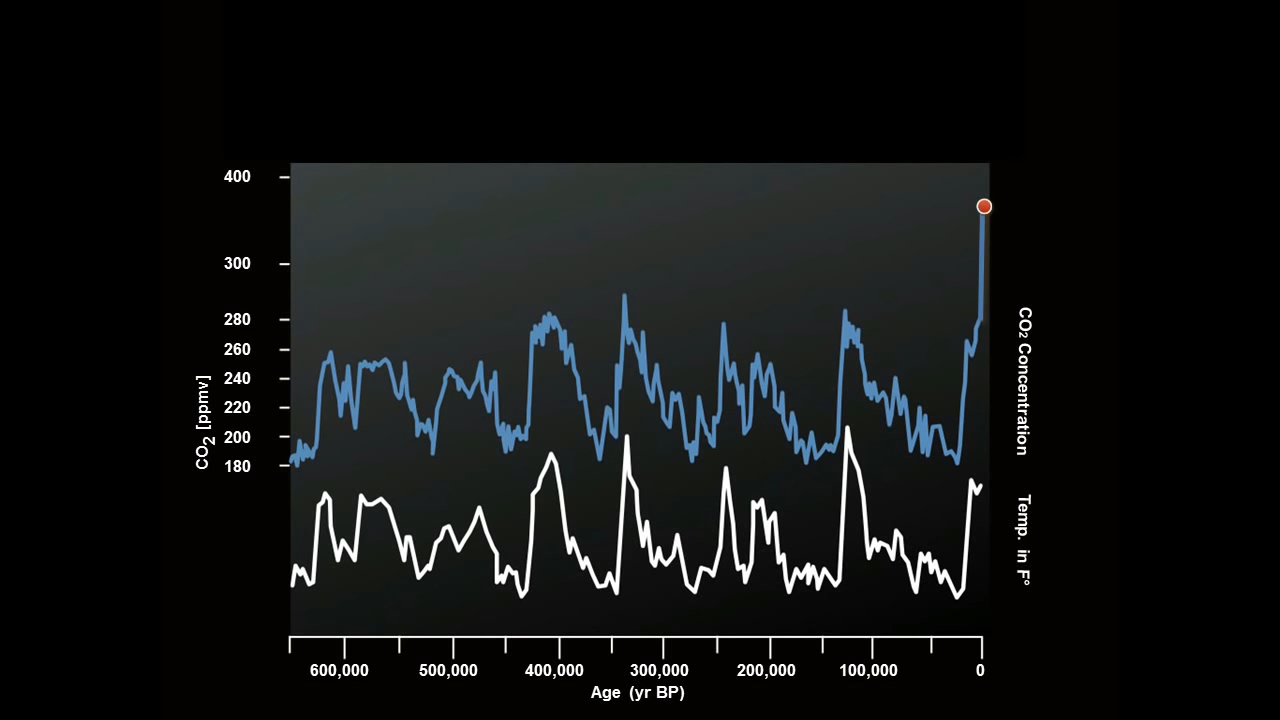 400
300
280
260
240
220
200
180
CO2 [ppmv]
CO2 Concentration
Temp. in F°
600,000 500,000 400,000 300,000 200,000 100,000 0
Age (yr BP)